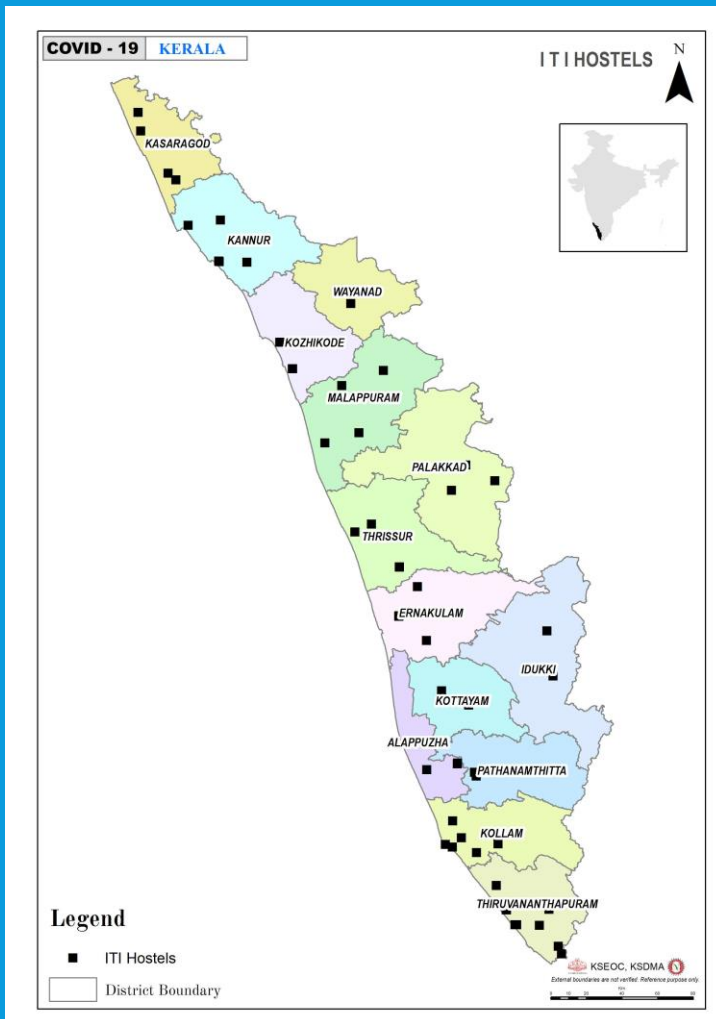 COVID - 19 KERALA
I T I HOSTELS
N
KASARAGOD
KANNUR
WAYANAD
KOZHIKODE
MALAPPURAM
PALAKKAD
THRISSUR
ERNAKULAM
IDUKKI
KOTTAYAM
ALAPPUZHA
PATHANAMTHITTA
KOLLAM
THIRUVANANTHAPURAM
Legend
ITI Hostels
District Boundary
KSEOC, KSDMA
External boundaries are not verified. Reference purpose only.